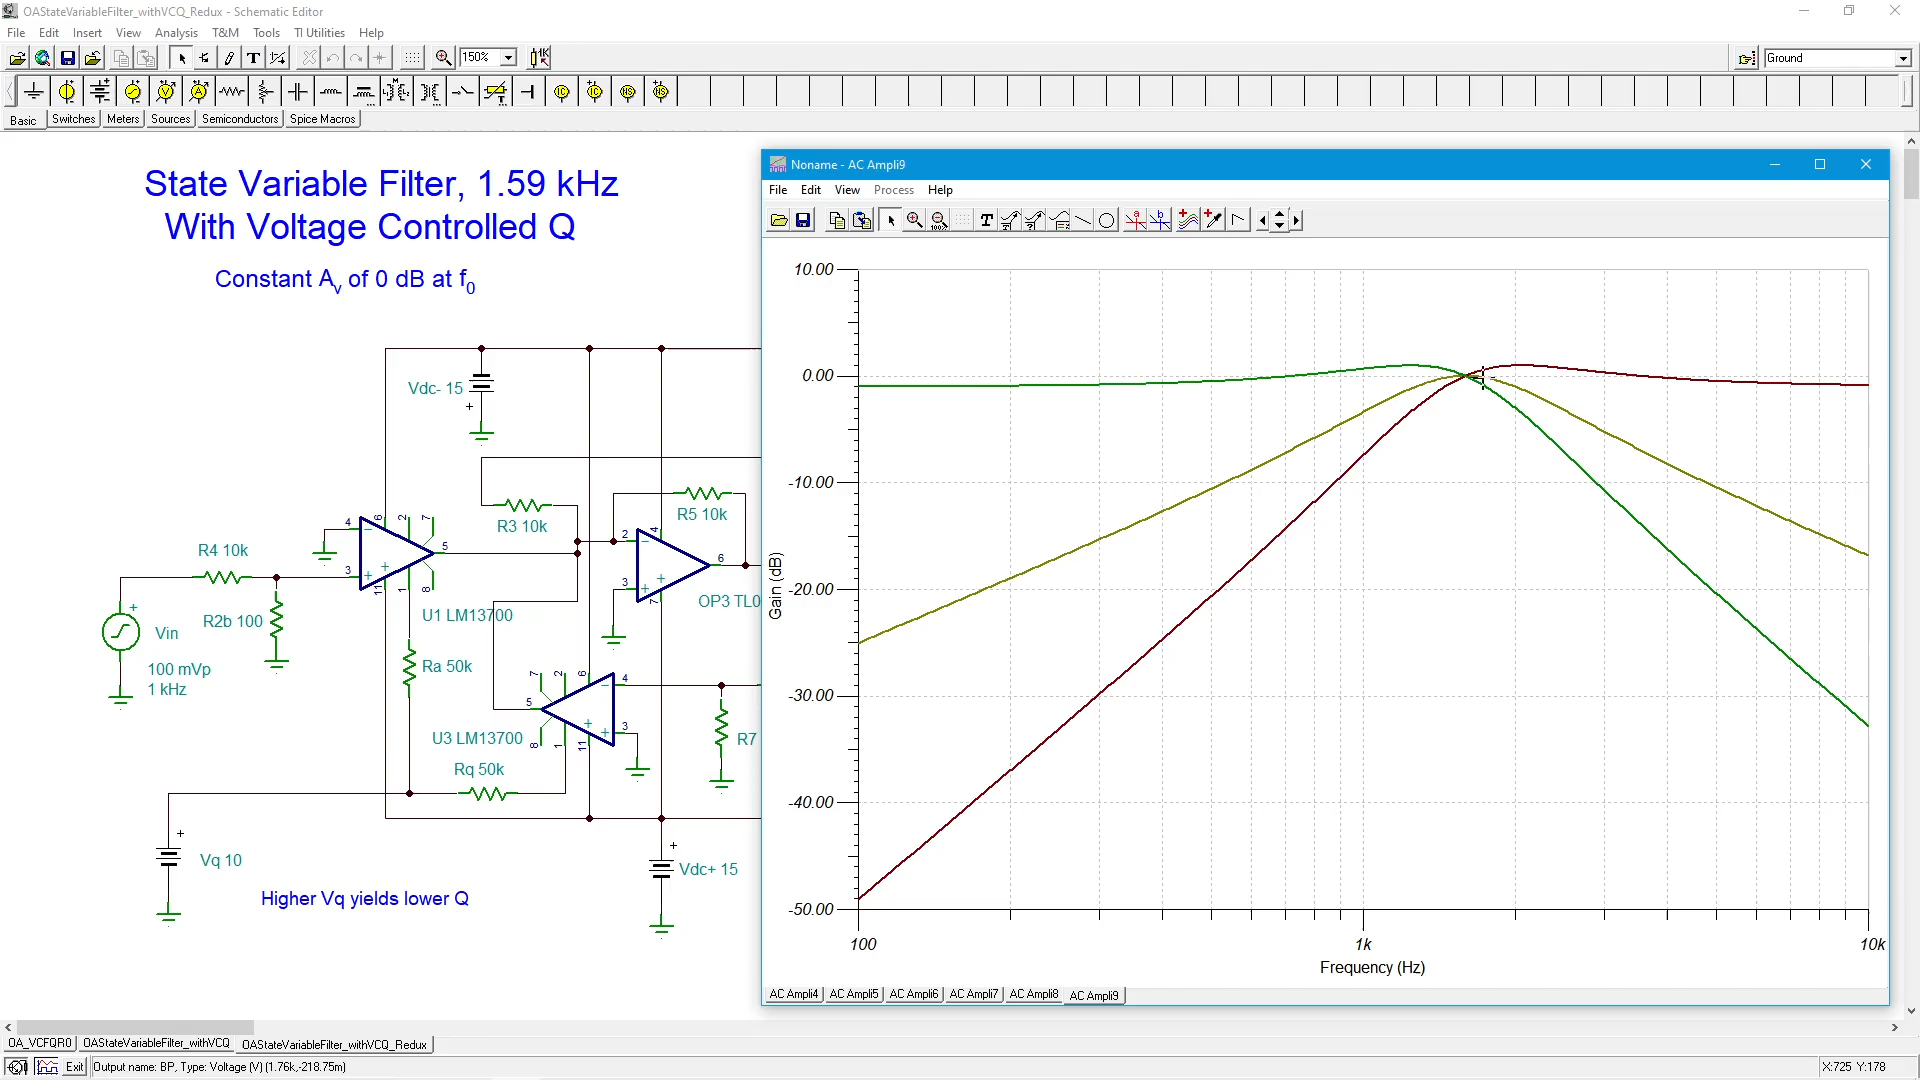 OAStateVariableFilter_withVCQ_Redux - Schematic Editor
File Edit Insert View Analysis T&M Tools TI Utilities Help
150%
Ground
Basic Switches Meters Sources Semiconductors Spice Macros
State Variable Filter, 1.59 kHz
With Voltage Controlled Q
Constant Av of 0 dB at f0
Vdc- 15
+
R3 10k
R5 10k
R4 10k
R2b 100
Vin
100 mVp
1 kHz
U1 LM13700
OP3 TL0
Ra 50k
U3 LM13700
R7
Rq 50k
Vq 10
Vdc+ 15
Higher Vq yields lower Q
Noname - AC Ampli9
File Edit View Process Help
10.00
0.00
-10.00
-20.00
-30.00
-40.00
-50.00
Gain (dB)
100 1k 10k
Frequency (Hz)
AC Ampli4 AC Ampli5 AC Ampli6 AC Ampli7 AC Ampli8 AC Ampli9
OA_VCFQR0 OAStateVariableFilter_withVCQ OAStateVariableFilter_withVCQ_Redux
Exit Output name: BP, Type: Voltage (V) (1.76k,-218.75m) X:725 Y:178